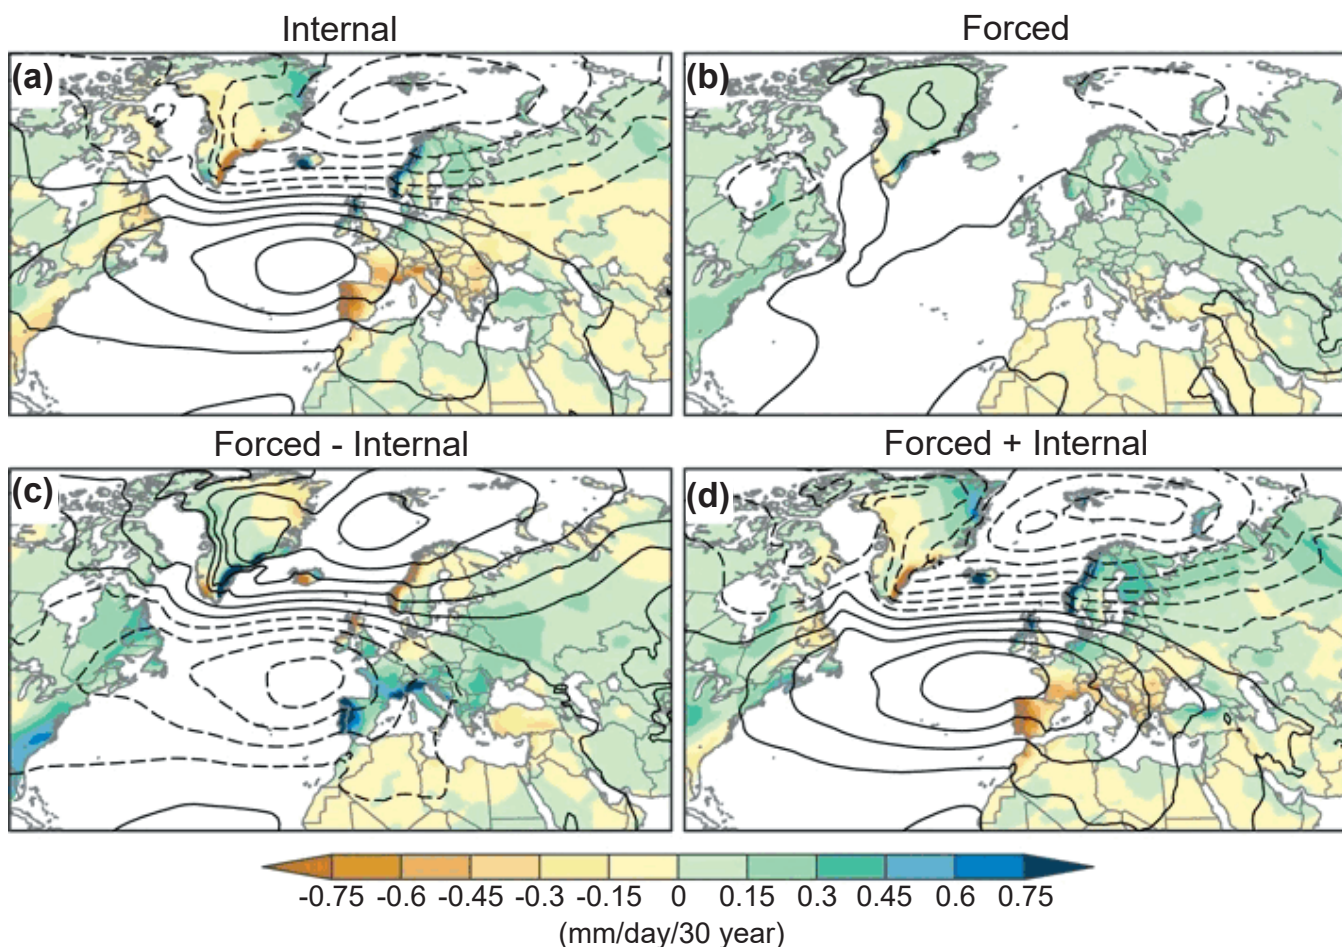 Internal
Forced
(a)
(b)
Forced - Internal
Forced + Internal
(c)
(d)
-0.75 -0.6 -0.45 -0.3 -0.15 0 0.15 0.3 0.45 0.6 0.75
(mm/day/30 year)